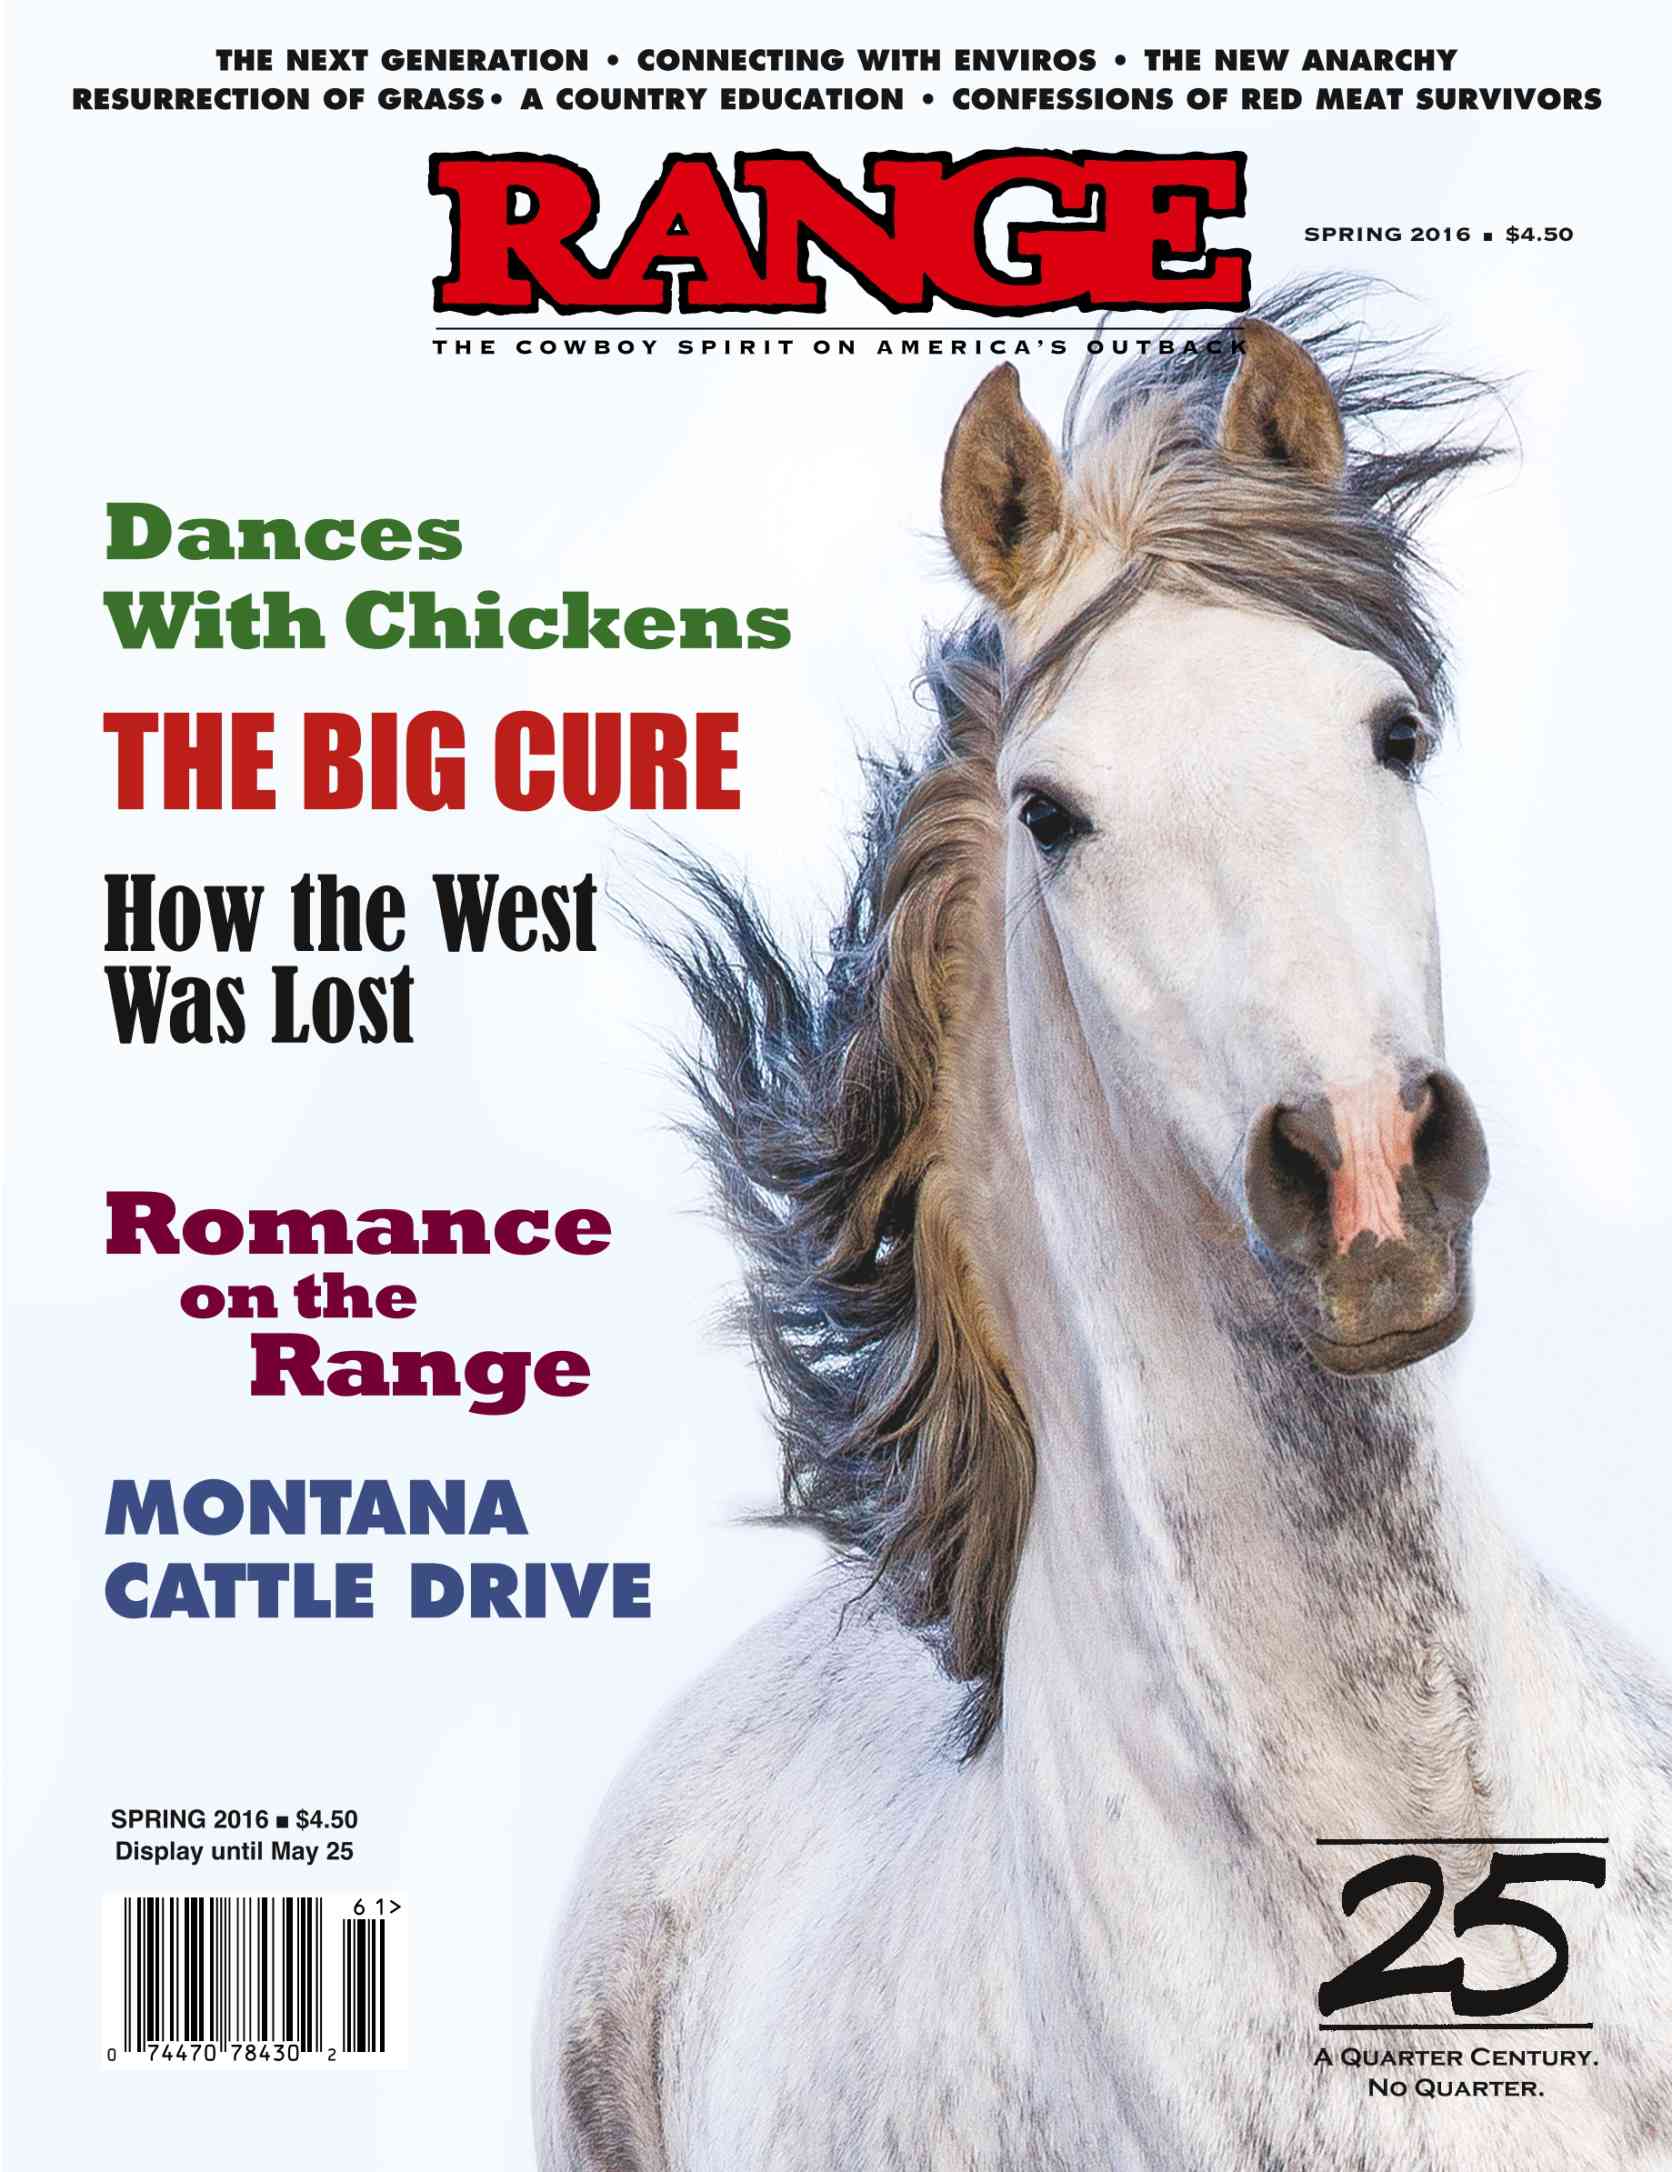 THE NEXT GENERATION • CONNECTING WITH ENVIROS • THE NEW ANARCHY
RESURRECTION OF GRASS• A COUNTRY EDUCATION • CONFESSIONS OF RED MEAT SURVIVORS
RANGE
SPRING 2016 ■ $4.50
THE COWBOY SPIRIT ON AMERICA'S OUTBACK
Dances
With Chickens
THE BIG CURE
How the West
Was Lost
Romance
on the
Range
MONTANA
CATTLE DRIVE
SPRING 2016 ■ $4.50
Display until May 25
61>
0 74470 78430 2
25
A QUARTER CENTURY.
NO QUARTER.